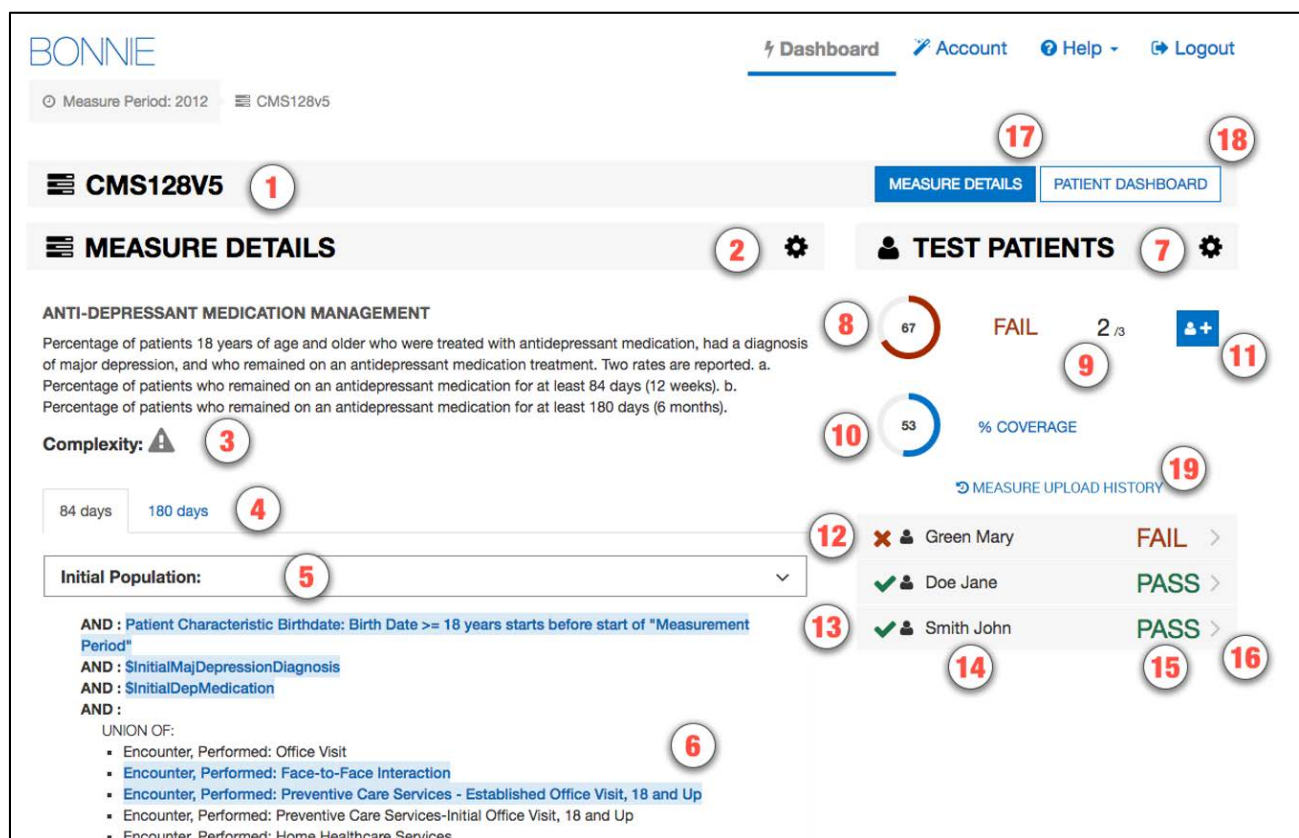 BONNIE
Dashboard Account Help Logout
Measure Period: 2012 CMS128v5
17 18
CMS128V5 1 MEASURE DETAILS PATIENT DASHBOARD
MEASURE DETAILS 2
TEST PATIENTS 7
ANTI-DEPRESSANT MEDICATION MANAGEMENT
Percentage of patients 18 years of age and older who were treated with antidepressant medication, had a diagnosis
of major depression, and who remained on an antidepressant medication treatment. Two rates are reported. a.
Percentage of patients who remained on an antidepressant medication for at least 84 days (12 weeks). b.
Percentage of patients who remained on an antidepressant medication for at least 180 days (6 months).
Complexity: 3
84 days 180 days 4
Initial Population: 5
AND : Patient Characteristic Birthdate: Birth Date >= 18 years starts before start of "Measurement
Period"
AND : $InitialMajDepressionDiagnosis
AND : $InitialDepMedication
AND :
UNION OF:
▪ Encounter, Performed: Office Visit
▪ Encounter, Performed: Face-to-Face Interaction
▪ Encounter, Performed: Preventive Care Services - Established Office Visit, 18 and Up
▪ Encounter, Performed: Preventive Care Services-Initial Office Visit, 18 and Up
▪ Encounter, Performed: Home Healthcare Services
6
8 67 FAIL 2 /3
9 11
10 53 % COVERAGE
19
MEASURE UPLOAD HISTORY
12 Green Mary FAIL
Doe Jane PASS
13 Smith John PASS
14 15 16